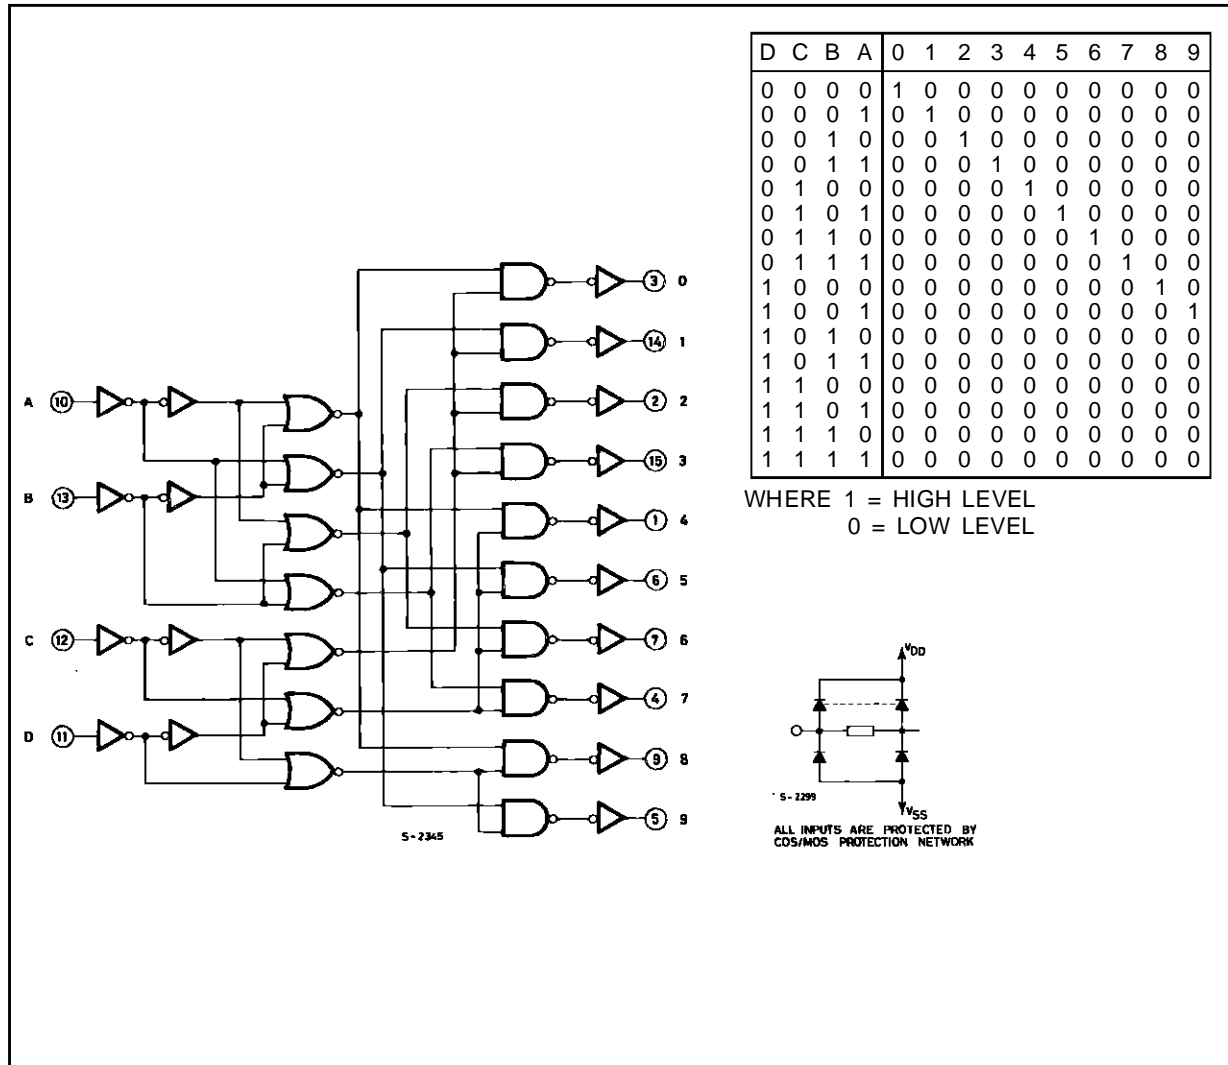 D C B A 0 1 2 3 4 5 6 7 8 9
0 0 0 0 1 0 0 0 0 0 0 0 0 0
0 0 0 1 0 1 0 0 0 0 0 0 0 0
0 0 1 0 0 0 1 0 0 0 0 0 0 0
0 0 1 1 0 0 0 1 0 0 0 0 0 0
0 1 0 0 0 0 0 0 1 0 0 0 0 0
0 1 0 1 0 0 0 0 0 1 0 0 0 0
0 1 1 0 0 0 0 0 0 0 1 0 0 0
0 1 1 1 0 0 0 0 0 0 0 1 0 0
1 0 0 0 0 0 0 0 0 0 0 0 1 0
1 0 0 1 0 0 0 0 0 0 0 0 0 1
1 0 1 0 0 0 0 0 0 0 0 0 0 0
1 0 1 1 0 0 0 0 0 0 0 0 0 0
1 1 0 0 0 0 0 0 0 0 0 0 0 0
1 1 0 1 0 0 0 0 0 0 0 0 0 0
1 1 1 0 0 0 0 0 0 0 0 0 0 0
1 1 1 1 0 0 0 0 0 0 0 0 0 0
WHERE 1 = HIGH LEVEL
0 = LOW LEVEL
A 10
B 13
C 12
D 11
3 0
14 1
2 2
15 3
1 4
6 5
7 6
4 7
9 8
5 9
S-2345
VDD
S-2299
VSS
ALL INPUTS ARE PROTECTED BY
COS/MOS PROTECTION NETWORK